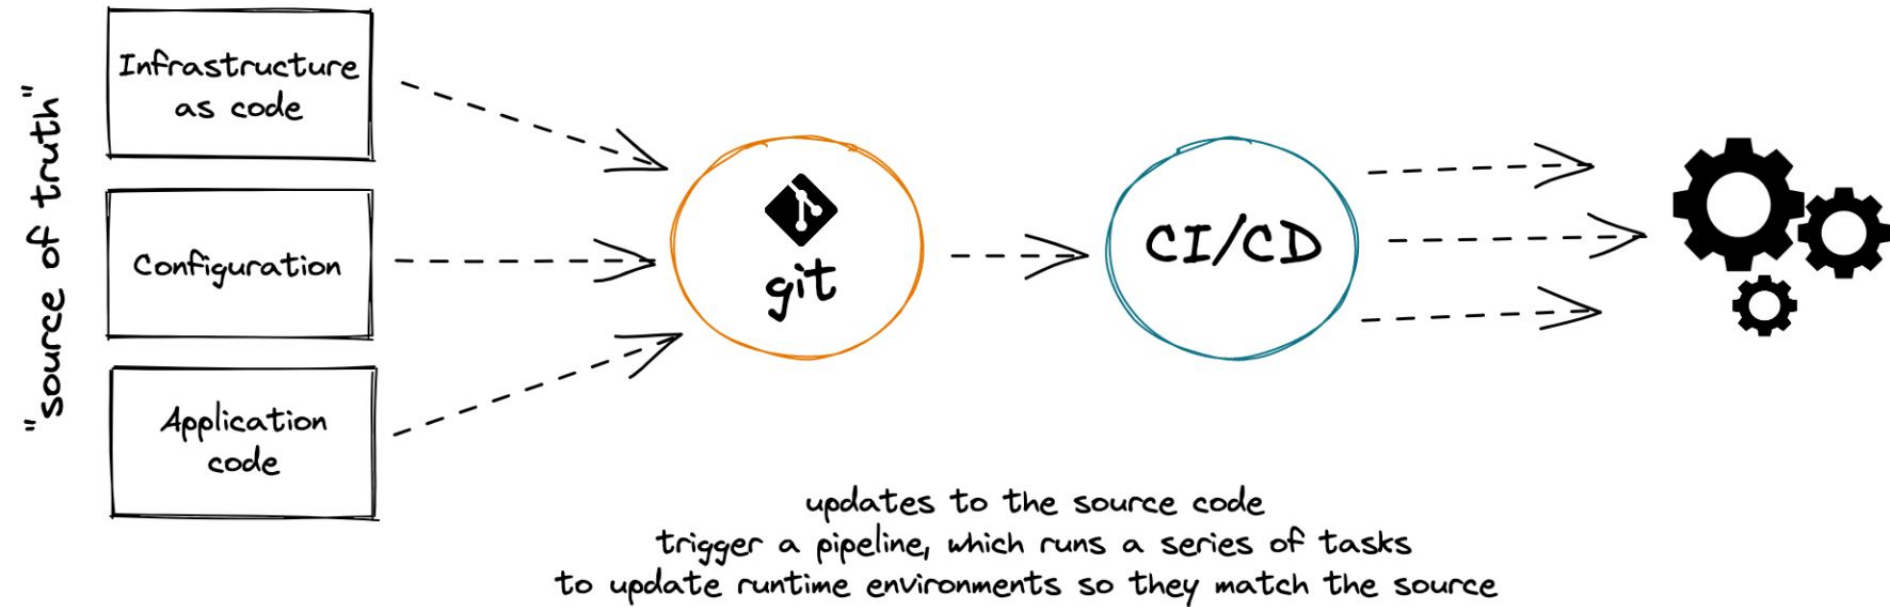 "source of truth"
Infrastructure
as code
Configuration
Application
code
git
CI/CD
updates to the source code
trigger a pipeline, which runs a series of tasks
to update runtime environments so they match the source